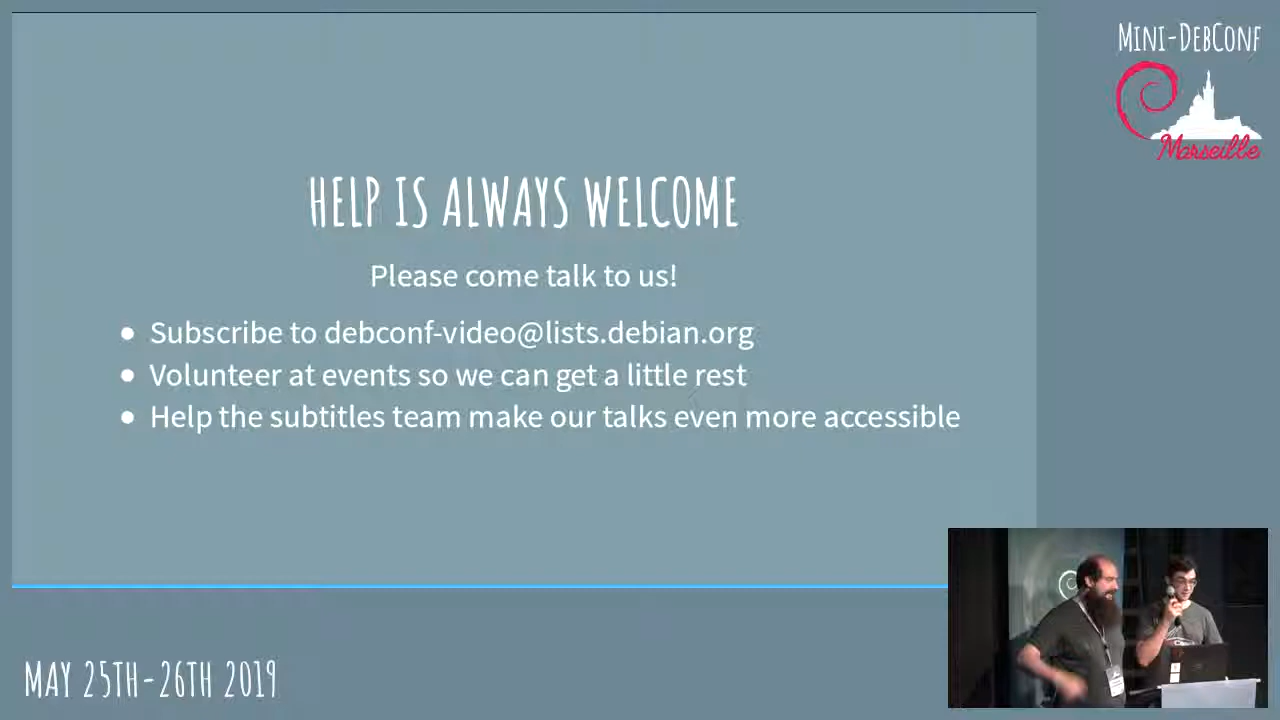 MINI-DEBCONF
Marseille
HELP IS ALWAYS WELCOME
Please come talk to us!
Subscribe to debconf-video@lists.debian.org
Volunteer at events so we can get a little rest
Help the subtitles team make our talks even more accessible
MAY 25TH-26TH 2019